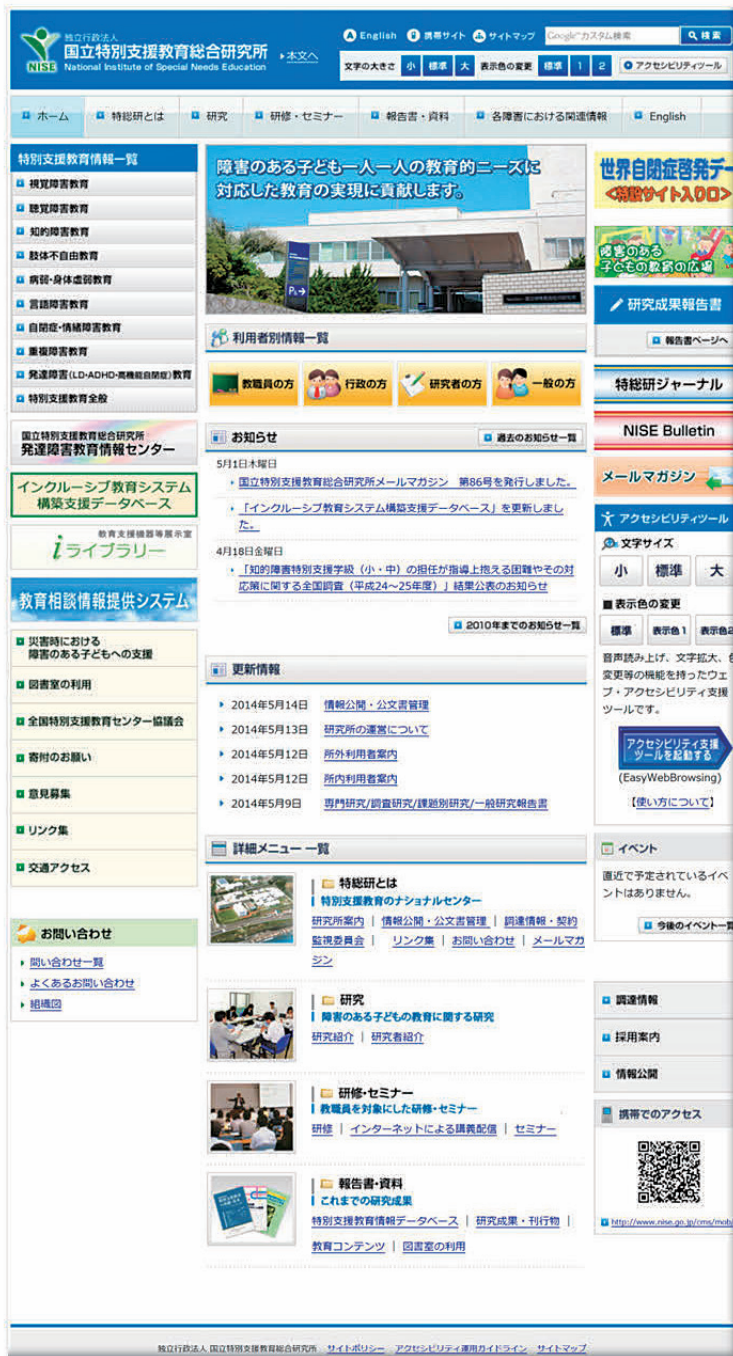 独立行政法人
国立特別支援教育総合研究所
National Institute of Special Needs Education
NISE
本文へ
English 携帯サイト サイトマップ Google カスタム検索 検索
文字の大きさ 小 標準 大 表示色の変更 標準 1 2 アクセシビリティツール
ホーム 特総研とは 研究 研修・セミナー 報告書・資料 各障害における関連情報 English
特別支援教育情報一覧
視覚障害教育
聴覚障害教育
知的障害教育
肢体不自由教育
病弱・身体虚弱教育
言語障害教育
自閉症・情緒障害教育
重複障害教育
発達障害(LD・ADHD・高機能自閉症)教育
特別支援教育全般
国立特別支援教育総合研究所
発達障害教育情報センター
インクルーシブ教育システム
構築支援データベース
教育支援機器等展示室
iライブラリー
教育相談情報提供システム
災害時における
障害のある子どもへの支援
図書室の利用
全国特別支援教育センター協議会
寄付のお願い
意見募集
リンク集
交通アクセス
お問い合わせ
問い合わせ一覧
よくあるお問い合わせ
組織図
障害のある子ども一人一人の教育的ニーズに
対応した教育の実現に貢献します。
利用者別情報一覧
教職員の方 行政の方 研究者の方 一般の方
お知らせ 過去のお知らせ一覧
5月1日木曜日
国立特別支援教育総合研究所メールマガジン 第86号を発行しました。
「インクルーシブ教育システム構築支援データベース」を更新しまし
た。
4月18日金曜日
「知的障害特別支援学級（小・中）の担任が指導上抱える困難やその対
応策に関する全国調査（平成24～25年度）」結果公表のお知らせ
2010年までのお知らせ一覧
更新情報
2014年5月14日 情報公開・公文書管理
2014年5月13日 研究所の運営について
2014年5月12日 所外利用者案内
2014年5月12日 所内利用者案内
2014年5月9日 専門研究/調査研究/課題別研究/一般研究報告書
詳細メニュー 一覧
特総研とは
特別支援教育のナショナルセンター
研究所案内 | 情報公開・公文書管理 | 調達情報・契約
監視委員会 | リンク集 | お問い合わせ | メールマガ
ジン
研究
障害のある子どもの教育に関する研究
研究紹介 | 研究者紹介
研修・セミナー
教職員を対象にした研修・セミナー
研修 | インターネットによる講義配信 | セミナー
報告書・資料
これまでの研究成果
特別支援教育情報データベース | 研究成果・刊行物 |
教育コンテンツ | 図書室の利用
世界自閉症啓発デー
<特設サイト入り口>
障害のある
子どもの教育の広場
研究成果報告書
報告書ページへ
特総研ジャーナル
NISE Bulletin
メールマガジン
アクセシビリティツール
文字サイズ
小 標準 大
■表示色の変更
標準 表示色1 表示色2
音声読み上げ、文字拡大、色
変更等の機能を持ったウェ
ブ・アクセシビリティ支援
ツールです。
アクセシビリティ支援
ツールを起動する
(EasyWebBrowsing)
【使い方について】
イベント
直近で予定されているイベ
ントはありません。
今後のイベント一覧
調達情報
採用案内
情報公開
携帯でのアクセス
http://www.nise.go.jp/cms/mob/
独立行政法人 国立特別支援教育総合研究所 サイトポリシー アクセシビリティ運用ガイドライン サイトマップ